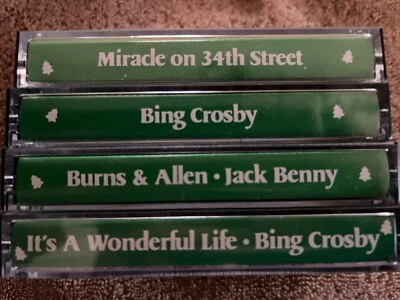 Miracle on 34th Street
Bing Crosby
Burns & Allen • Jack Benny
It's A Wonderful Life • Bing Crosby